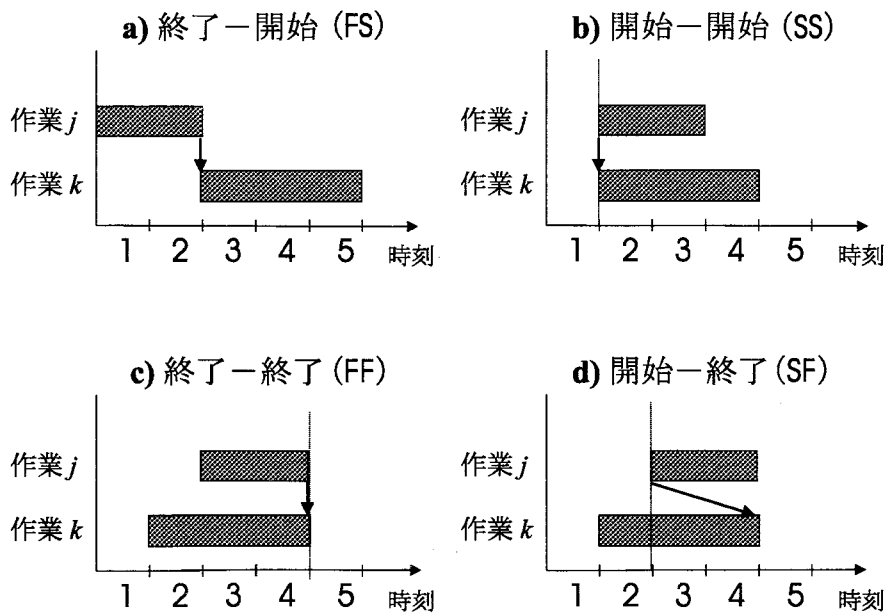 a) 終了－開始 (FS)
作業 j
作業 k
1 2 3 4 5 時刻
b) 開始－開始 (SS)
作業 j
作業 k
1 2 3 4 5 時刻
c) 終了－終了 (FF)
作業 j
作業 k
1 2 3 4 5 時刻
d) 開始－終了 (SF)
作業 j
作業 k
1 2 3 4 5 時刻